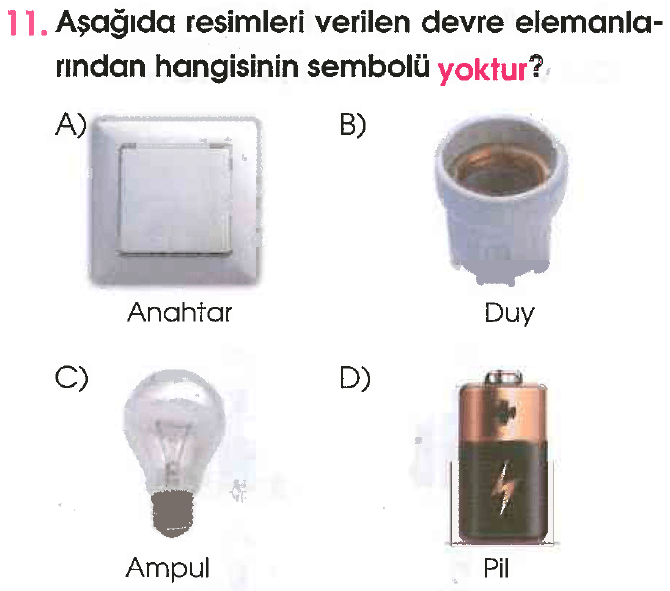 11. Aşağıda resimleri verilen devre elemanla-
rından hangisinin sembolü yoktur?
A)
B)
Anahtar
Duy
C)
D)
Ampul
Pil